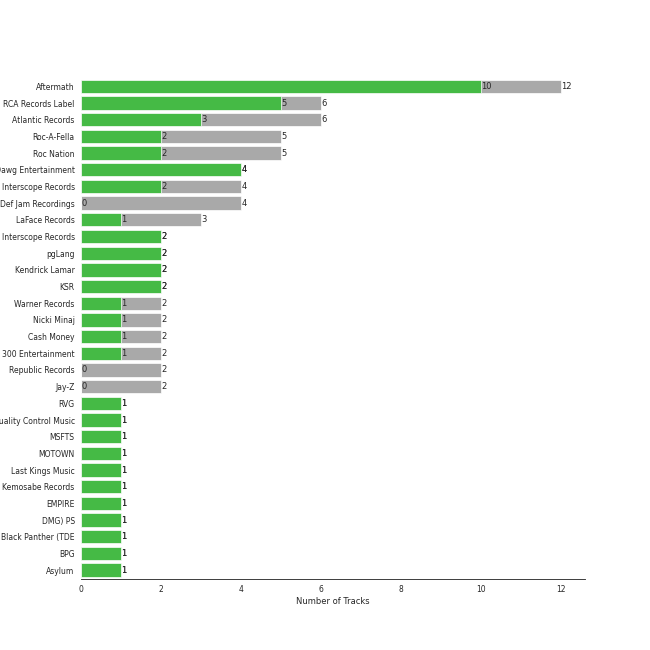 Aftermath 10 12
RCA Records Label 5 6
Atlantic Records 3 6
Roc-A-Fella 2 5
Roc Nation 2 5
Dawg Entertainment 4
Interscope Records 2 4
Def Jam Recordings 0 4
LaFace Records 1 3
Interscope Records 2
pgLang 2
Kendrick Lamar 2
KSR 2
Warner Records 1 2
Nicki Minaj 1 2
Cash Money 1 2
300 Entertainment 1 2
Republic Records 0 2
Jay-Z 0 2
RVG 1
uality Control Music 1
MSFTS 1
MOTOWN 1
Last Kings Music 1
Kemosabe Records 1
EMPIRE 1
DMG) PS 1
Black Panther (TDE 1
BPG 1
Asylum 1
0 2 4 6 8 10 12
Number of Tracks